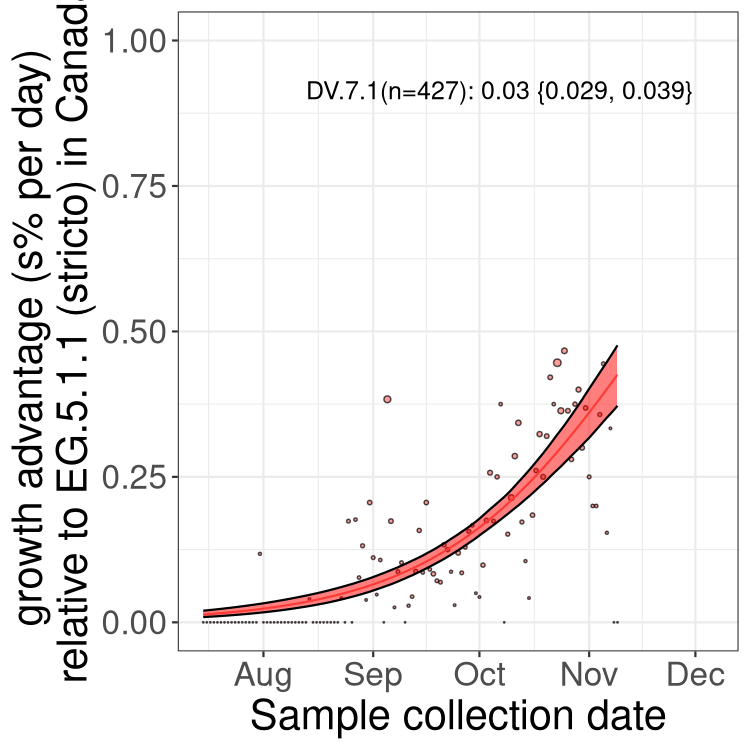 growth advantage (s% per day)
relative to EG.5.1.1 (stricto) in Canada
1.00
0.75
0.50
0.25
0.00
DV.7.1(n=427): 0.03 {0.029, 0.039}
Aug Sep Oct Nov Dec
Sample collection date